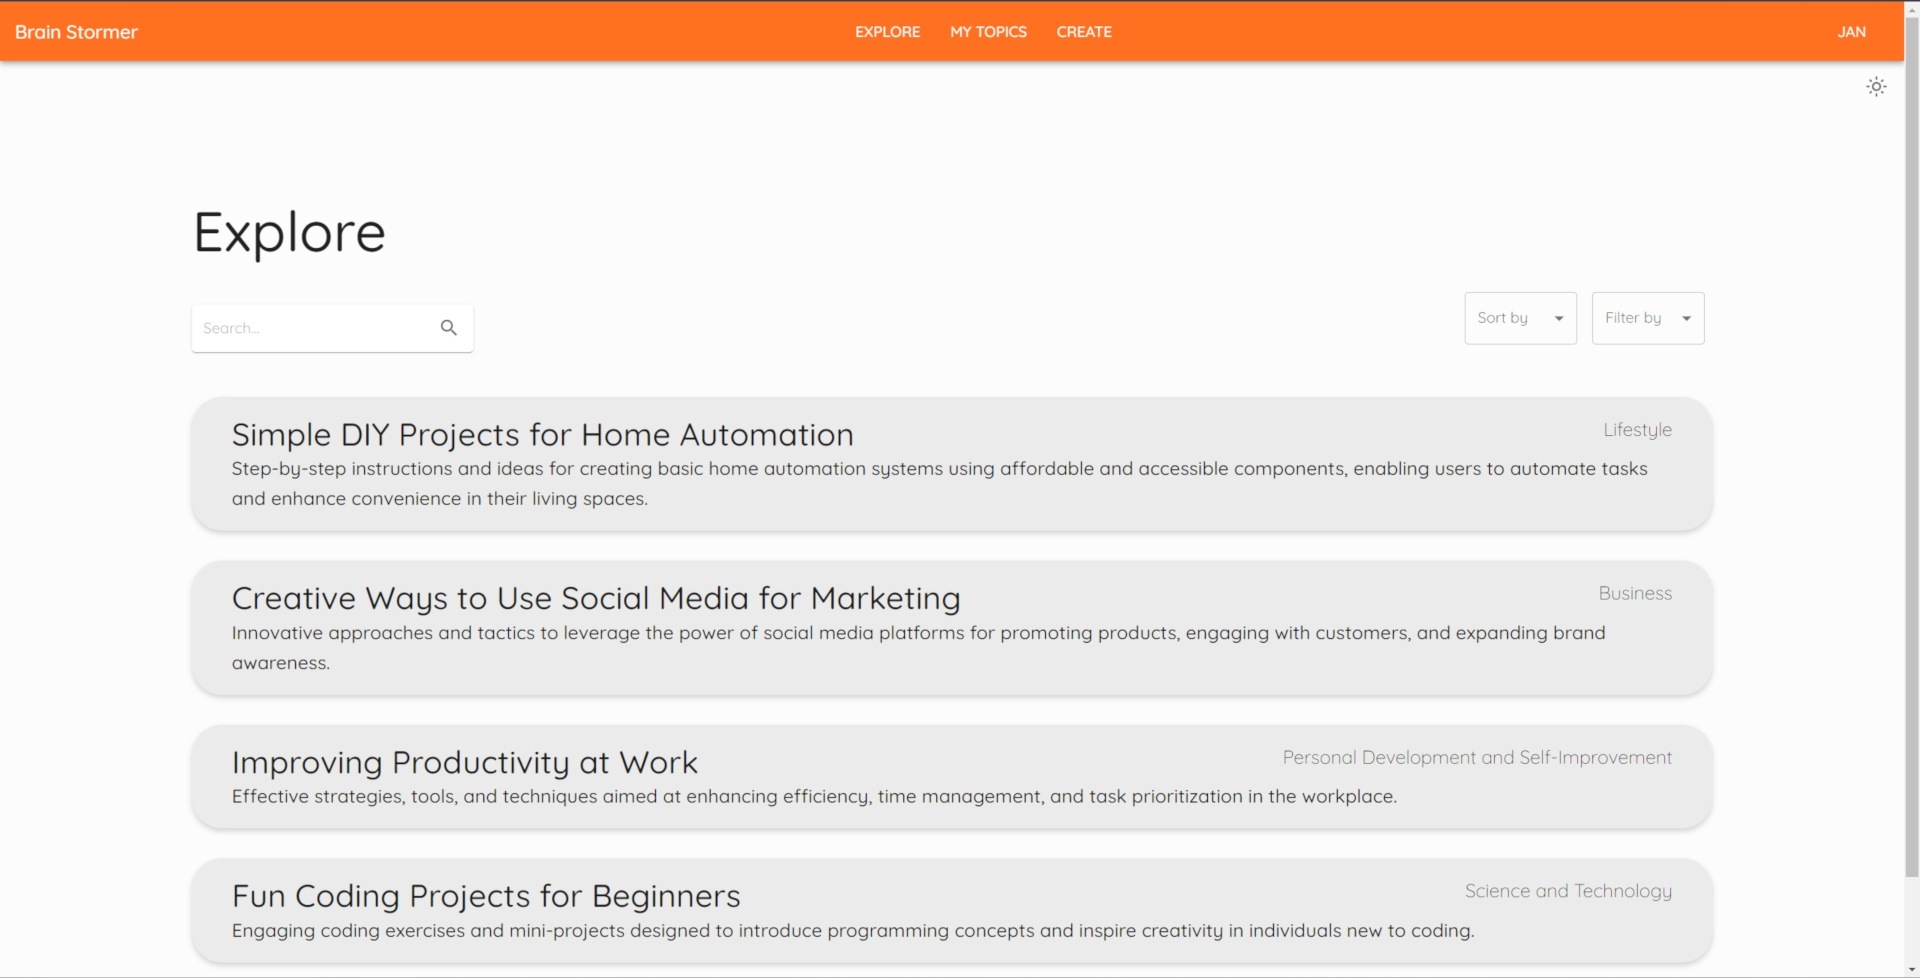 Brain Stormer
EXPLORE
MY TOPICS
CREATE
JAN
Explore
Search...
Sort by
Filter by
Simple DIY Projects for Home Automation
Lifestyle
Step-by-step instructions and ideas for creating basic home automation systems using affordable and accessible components, enabling users to automate tasks
and enhance convenience in their living spaces.
Creative Ways to Use Social Media for Marketing
Business
Innovative approaches and tactics to leverage the power of social media platforms for promoting products, engaging with customers, and expanding brand
awareness.
Improving Productivity at Work
Personal Development and Self-Improvement
Effective strategies, tools, and techniques aimed at enhancing efficiency, time management, and task prioritization in the workplace.
Fun Coding Projects for Beginners
Science and Technology
Engaging coding exercises and mini-projects designed to introduce programming concepts and inspire creativity in individuals new to coding.